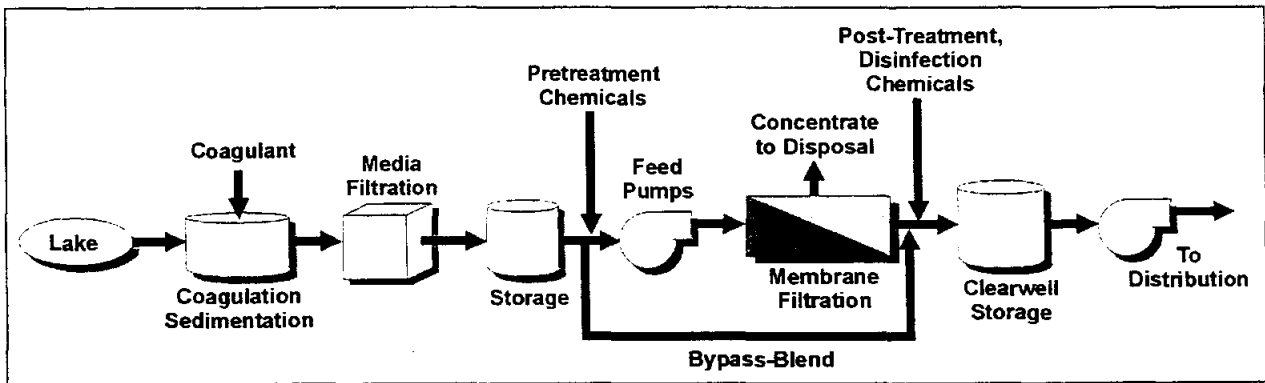 Post-Treatment,
Disinfection
Chemicals
Pretreatment
Chemicals
Concentrate
to Disposal
Coagulant
Media
Filtration
Feed
Pumps
Lake
Coagulation
Sedimentation
Storage
Membrane
Filtration
Clearwell
Storage
To
Distribution
Bypass-Blend